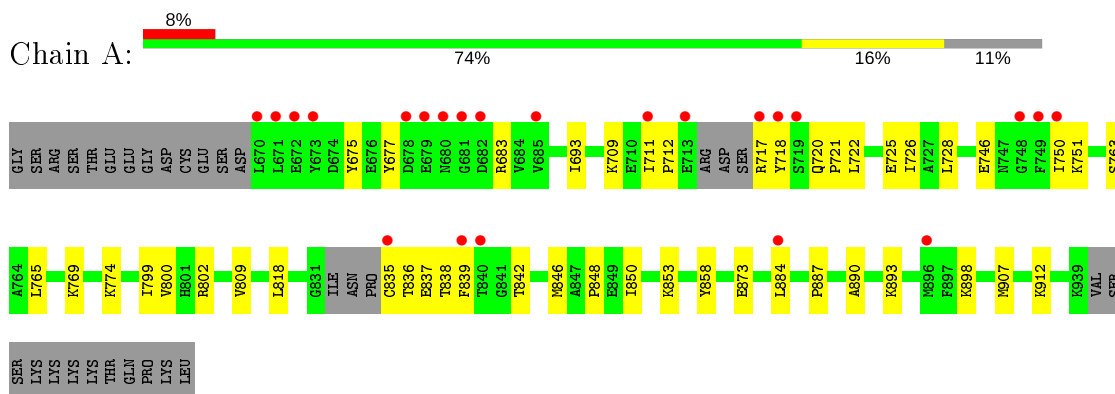 8%
Chain A:
74% 16% 11%
GLY SER ARG SER THR GLU GLU GLY ASP CYS GLU SER ASP L670 L671 E672 Y673 D674 Y675 E676 Y677 D678 E679 N680 G681 D682 R683 V684 V685 I693 K709 E710 I711 P712 E713 ARG ASP SER R717 Y718 S719 Q720 P721 L722 E725 I726 A727 L728 E746 N747 G748 F749 I750 K751 S763
A764 L765 K769 K774 I799 V800 H801 R802 V809 L818 G831 ILE ASN PRO C835 T836 E837 T838 F839 T840 G841 T842 M846 A847 P848 E849 I850 K853 Y858 E873 L884 P887 A890 K893 M896 F897 K898 M907 K912 K939 VAL SER
SER LYS LYS LYS LYS THR GLN PRO LYS LEU